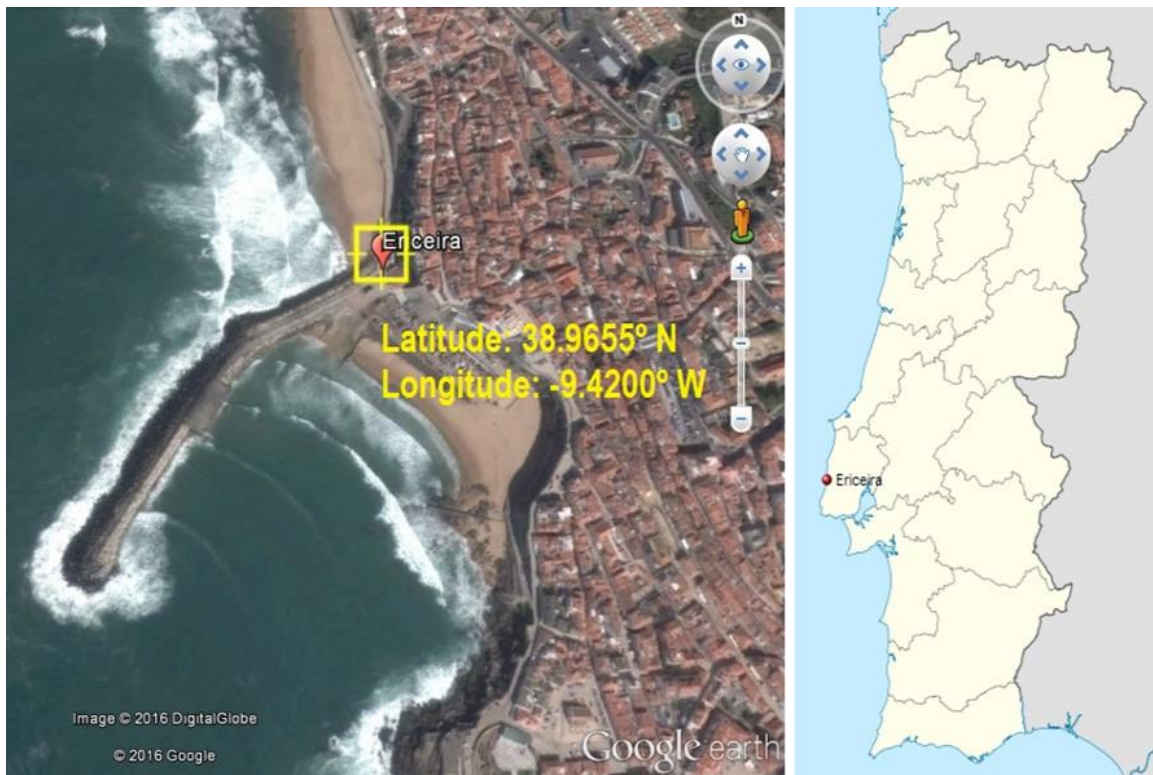 N
Ericeira
Latitude: 38.9655º N
Longitude: -9.4200º W
Image © 2016 DigitalGlobe
© 2016 Google
Google earth
Ericeira